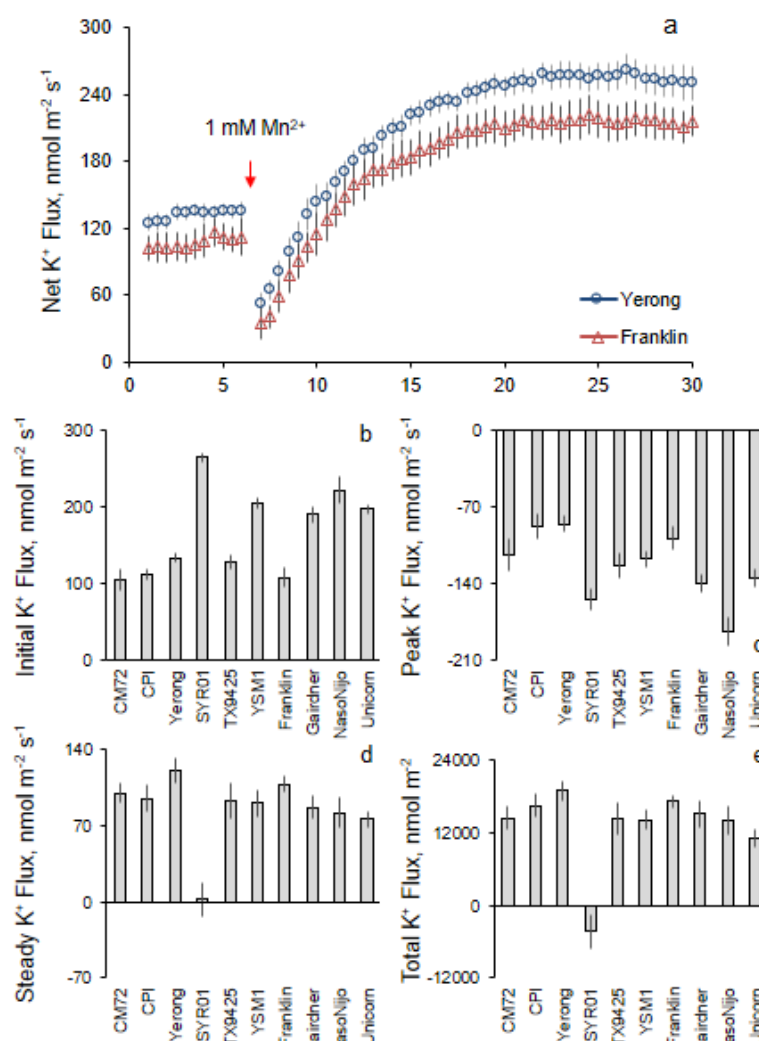 a
Net K⁺ Flux, nmol m⁻² s⁻¹
300
240
180
120
60
0
1 mM Mn²⁺
Yerong
Franklin
0 5 10 15 20 25 30
b
Initial K⁺ Flux, nmol m⁻² s⁻¹
300
200
100
0
CM72 CPI Yerong SYR01 TX9425 YSM1 Franklin Gairdner NasoNijo Unicorn
Peak K⁺ Flux, nmol m⁻² s⁻¹
0
-70
-140
-210
CM72 CPI Yerong SYR01 TX9425 YSM1 Franklin Gairdner NasoNijo Unicorn
d
Steady K⁺ Flux, nmol m⁻² s⁻¹
140
70
0
-70
CM72 CPI Yerong SYR01 TX9425 YSM1 Franklin
e
Total K⁺ Flux, nmol m⁻²
24000
12000
0
-12000
CM72 CPI Yerong SYR01 TX9425 YSM1 Franklin